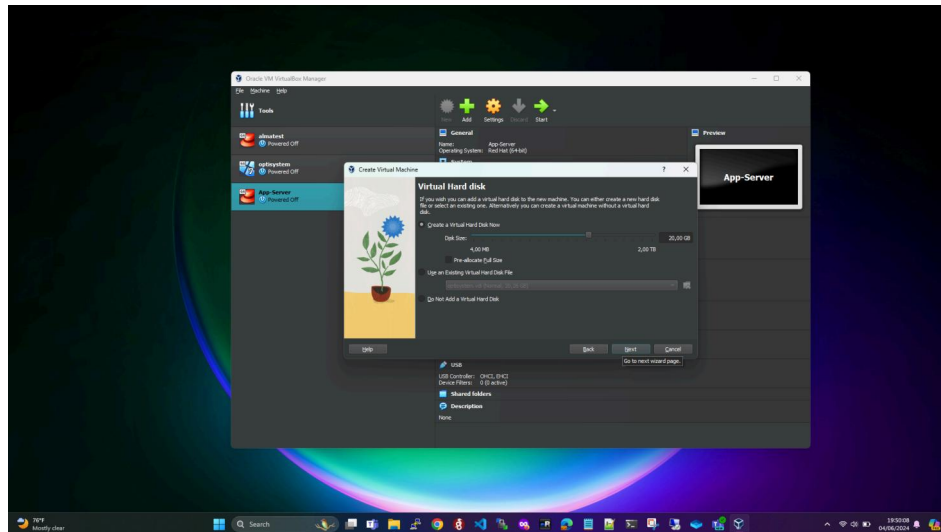 Oracle VM VirtualBox Manager
File Machine Help
Tools
New Add Settings Discard Start
almatest
Powered Off
optisystem
Powered Off
App-Server
Powered Off
General
Name: App-Server
Operating System: Red Hat (64-bit)
Preview
App-Server
Create Virtual Machine
Virtual Hard disk
If you wish you can add a virtual hard disk to the new machine. You can either create a new hard disk
file or select an existing one. Alternatively you can create a virtual machine without a virtual hard
disk.
Create a Virtual Hard Disk Now
Disk Size:
20,00 GB
4,00 MB 2,00 TB
Pre-allocate Full Size
Use an Existing Virtual Hard Disk File
Do Not Add a Virtual Hard Disk
Help Back Next Cancel
Go to next wizard page.
USB
USB Controller: OHCI, EHCI
Device Filters: 0 (0 active)
Shared folders
Description
None
76°F
Mostly clear
Search
19:50:08
04/06/2024